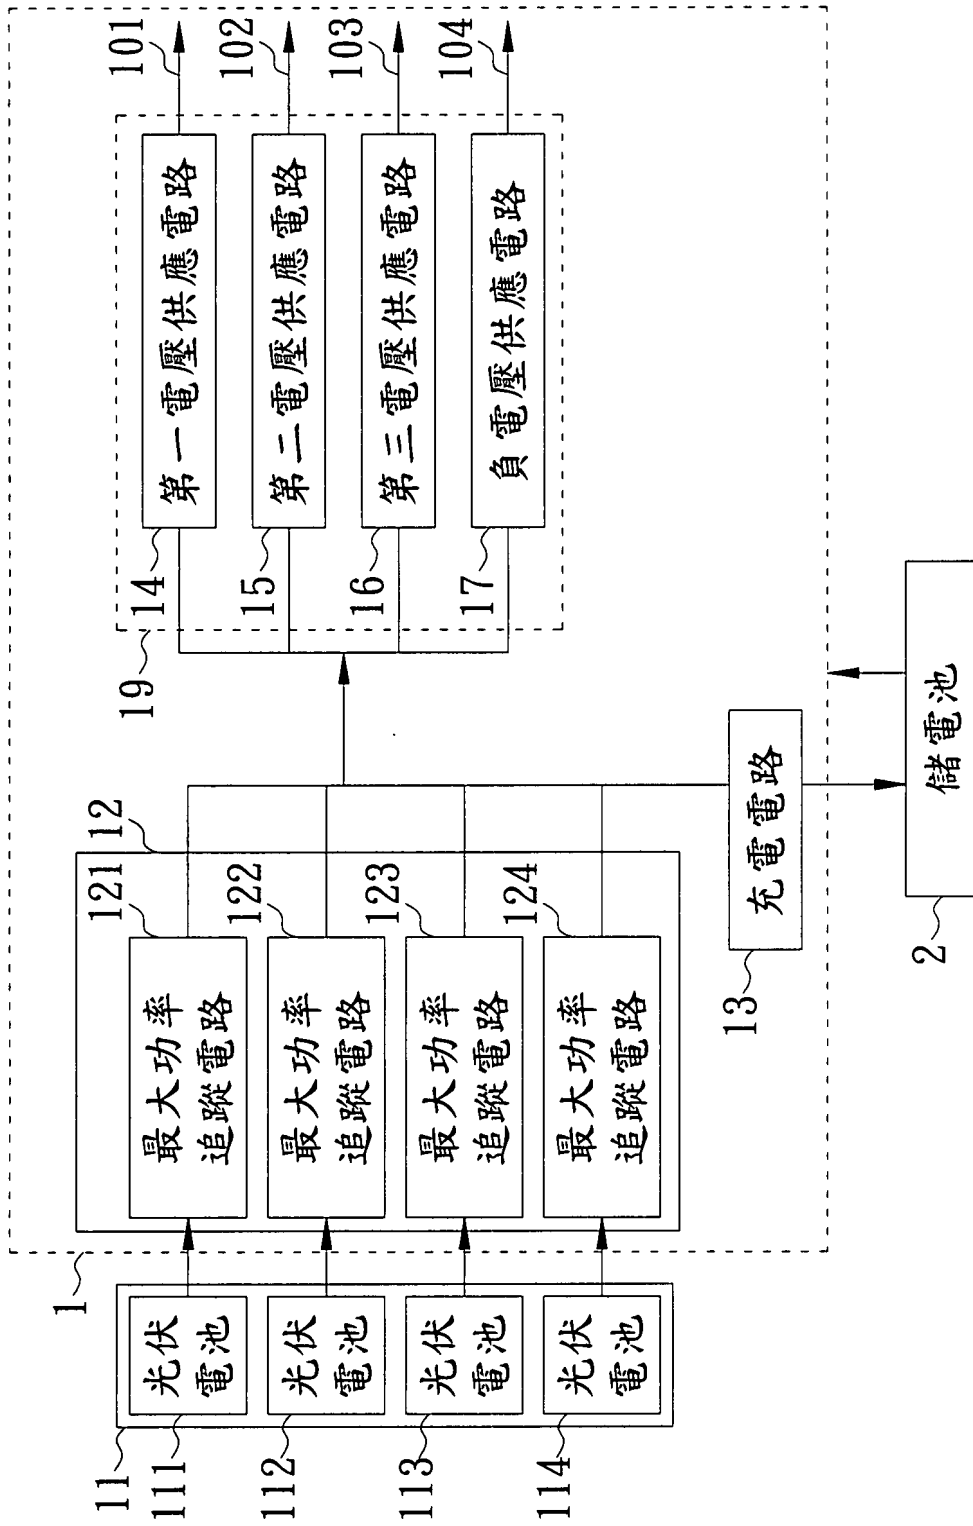 1
11
111
光伏
電池
112
光伏
電池
113
光伏
電池
114
光伏
電池
12
121
最大功率
追蹤電路
122
最大功率
追蹤電路
123
最大功率
追蹤電路
124
最大功率
追蹤電路
13
充電電路
2
儲電池
19
14
第一電壓供應電路
101
15
第二電壓供應電路
102
16
第三電壓供應電路
103
17
負電壓供應電路
104